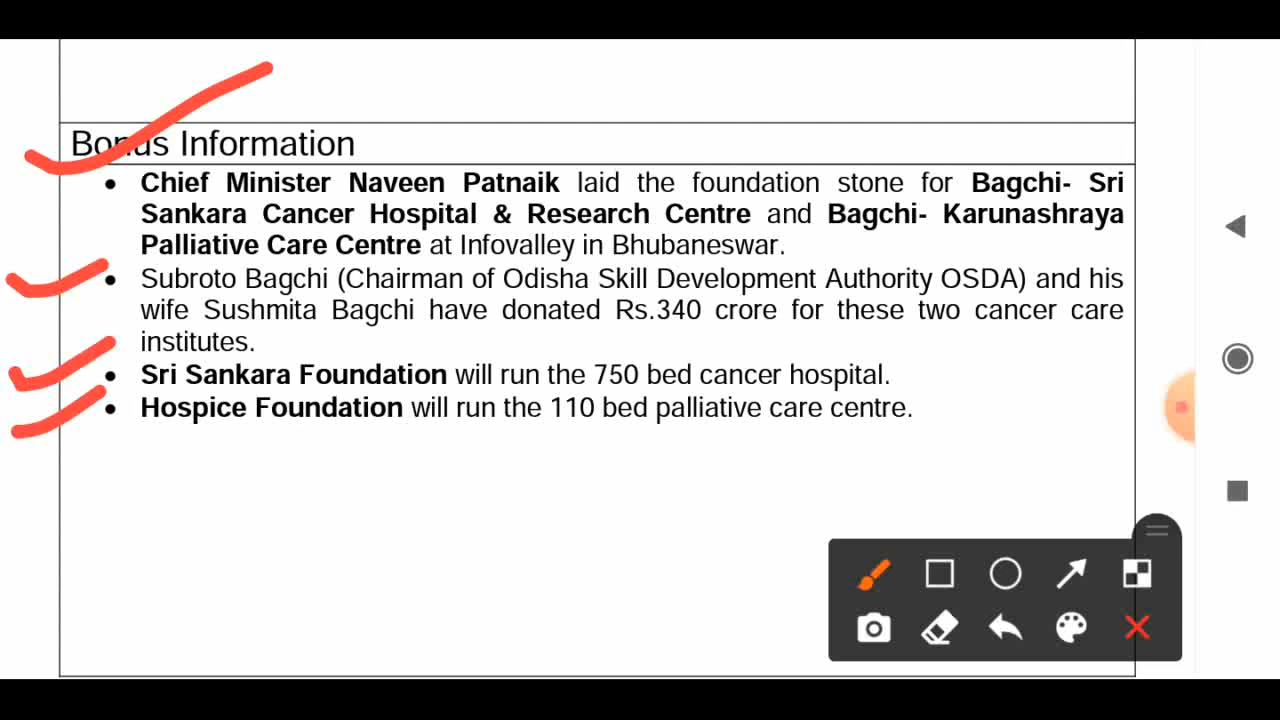 Bonus Information
• Chief Minister Naveen Patnaik laid the foundation stone for Bagchi- Sri
Sankara Cancer Hospital & Research Centre and Bagchi- Karunashraya
Palliative Care Centre at Infovalley in Bhubaneswar.
• Subroto Bagchi (Chairman of Odisha Skill Development Authority OSDA) and his
wife Sushmita Bagchi have donated Rs.340 crore for these two cancer care
institutes.
• Sri Sankara Foundation will run the 750 bed cancer hospital.
• Hospice Foundation will run the 110 bed palliative care centre.